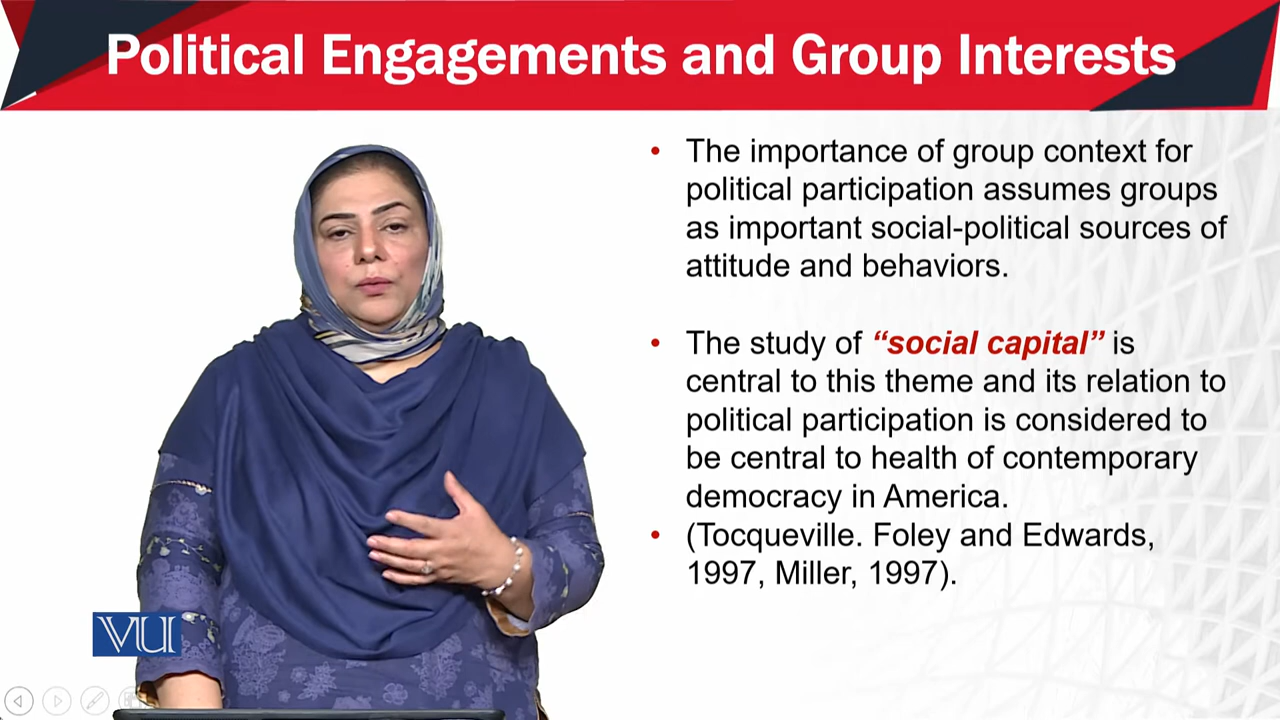 Political Engagements and Group Interests
• The importance of group context for
political participation assumes groups
as important social-political sources of
attitude and behaviors.
• The study of “social capital” is
central to this theme and its relation to
political participation is considered to
be central to health of contemporary
democracy in America.
• (Tocqueville. Foley and Edwards,
1997, Miller, 1997).
VU